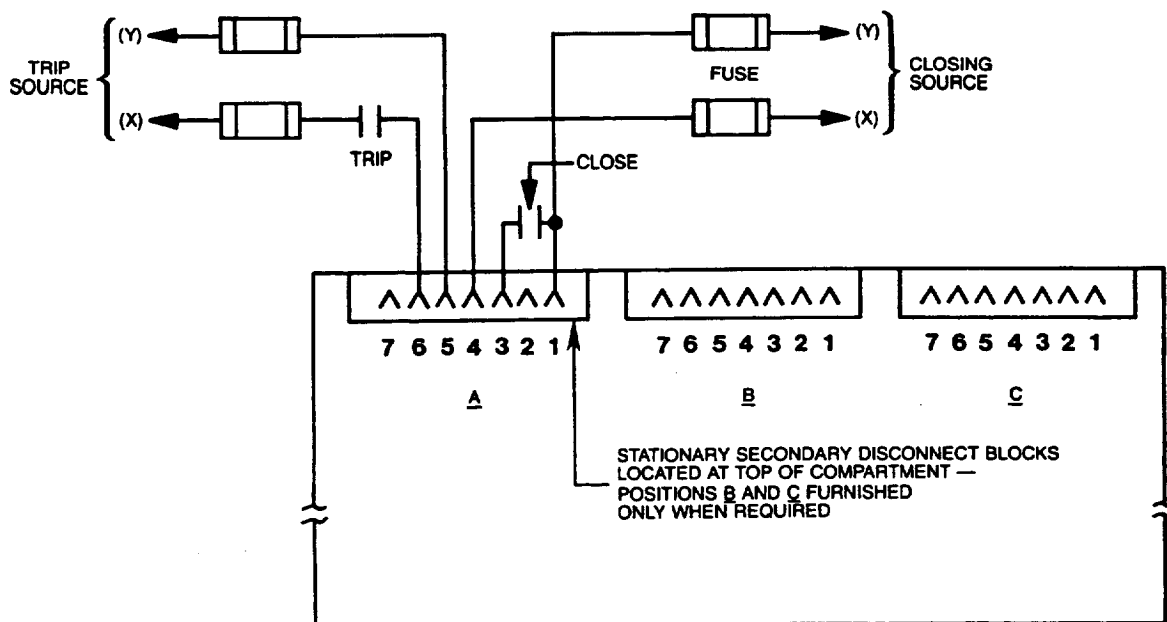 (Y)
(Y)
TRIP
SOURCE
FUSE
CLOSING
SOURCE
(X)
(X)
TRIP
CLOSE
7 6 5 4 3 2 1
7 6 5 4 3 2 1
7 6 5 4 3 2 1
A
B
C
STATIONARY SECONDARY DISCONNECT BLOCKS
LOCATED AT TOP OF COMPARTMENT —
POSITIONS B AND C FURNISHED
ONLY WHEN REQUIRED